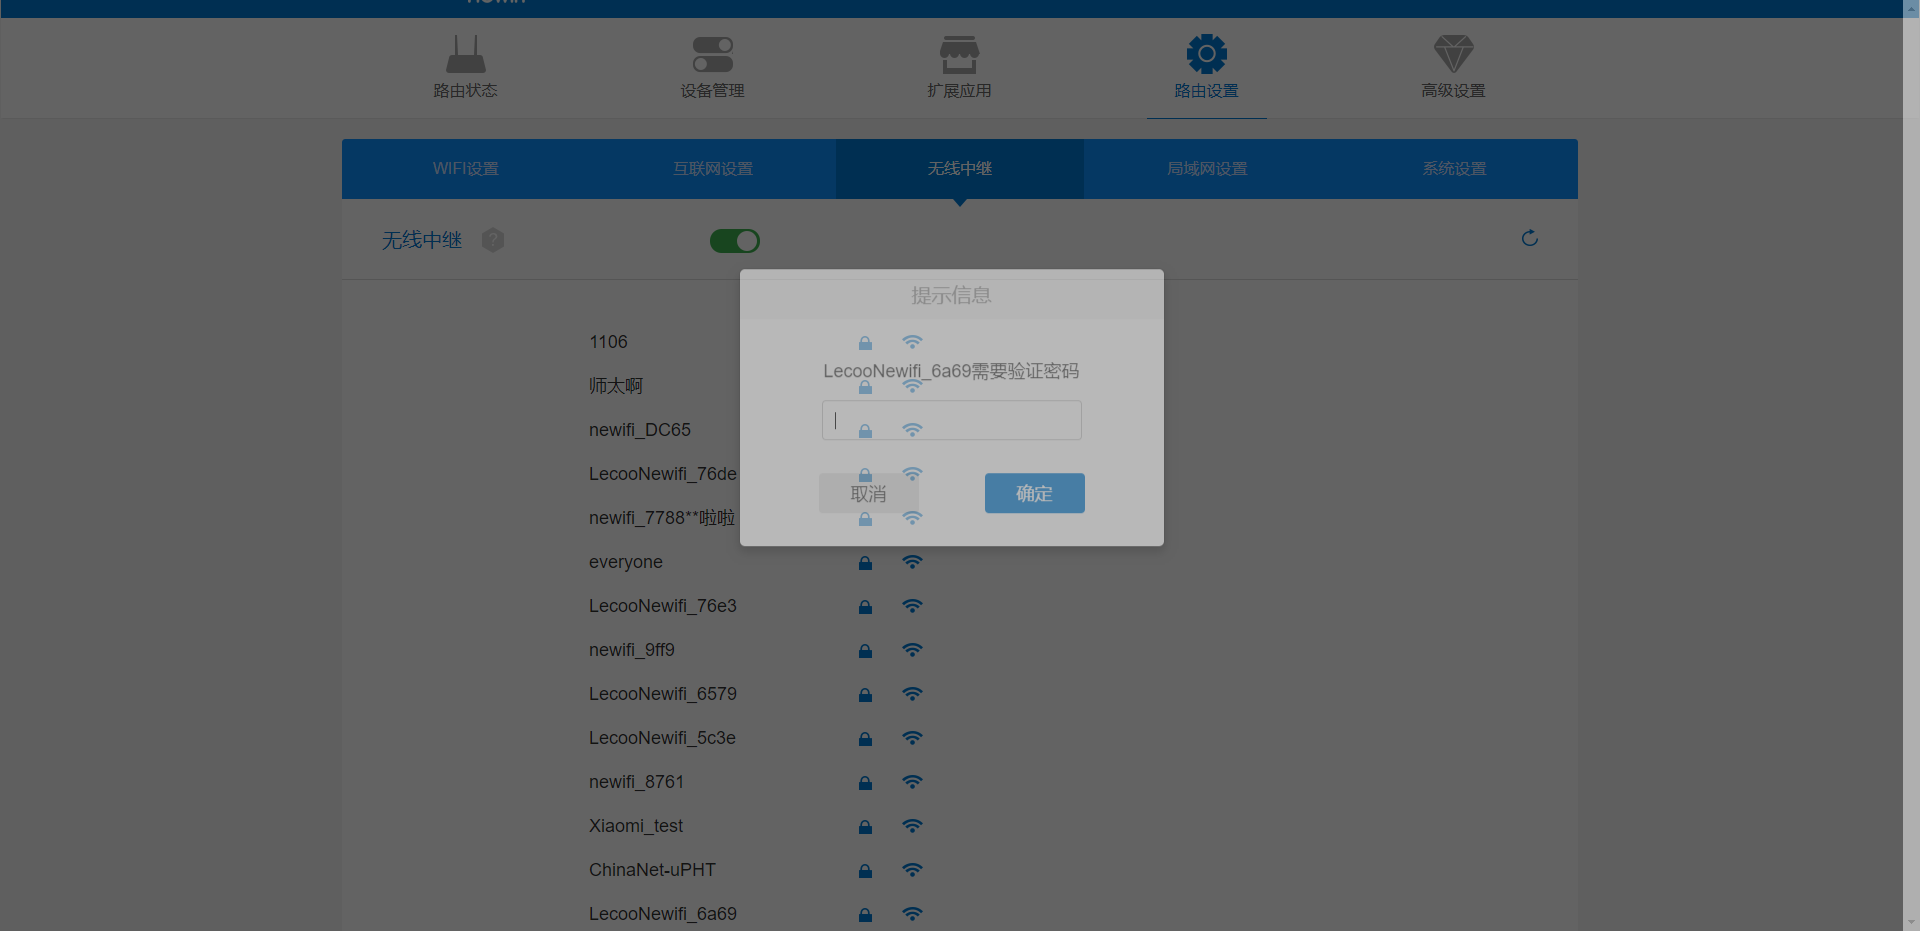 路由状态
设备管理
扩展应用
路由设置
高级设置
WIFI设置
互联网设置
无线中继
局域网设置
系统设置
无线中继
?
提示信息
LecooNewifi_6a69需要验证密码
取消
确定
1106
师太啊
newifi_DC65
LecooNewifi_76de
newifi_7788**啦啦
everyone
LecooNewifi_76e3
newifi_9ff9
LecooNewifi_6579
LecooNewifi_5c3e
newifi_8761
Xiaomi_test
ChinaNet-uPHT
LecooNewifi_6a69